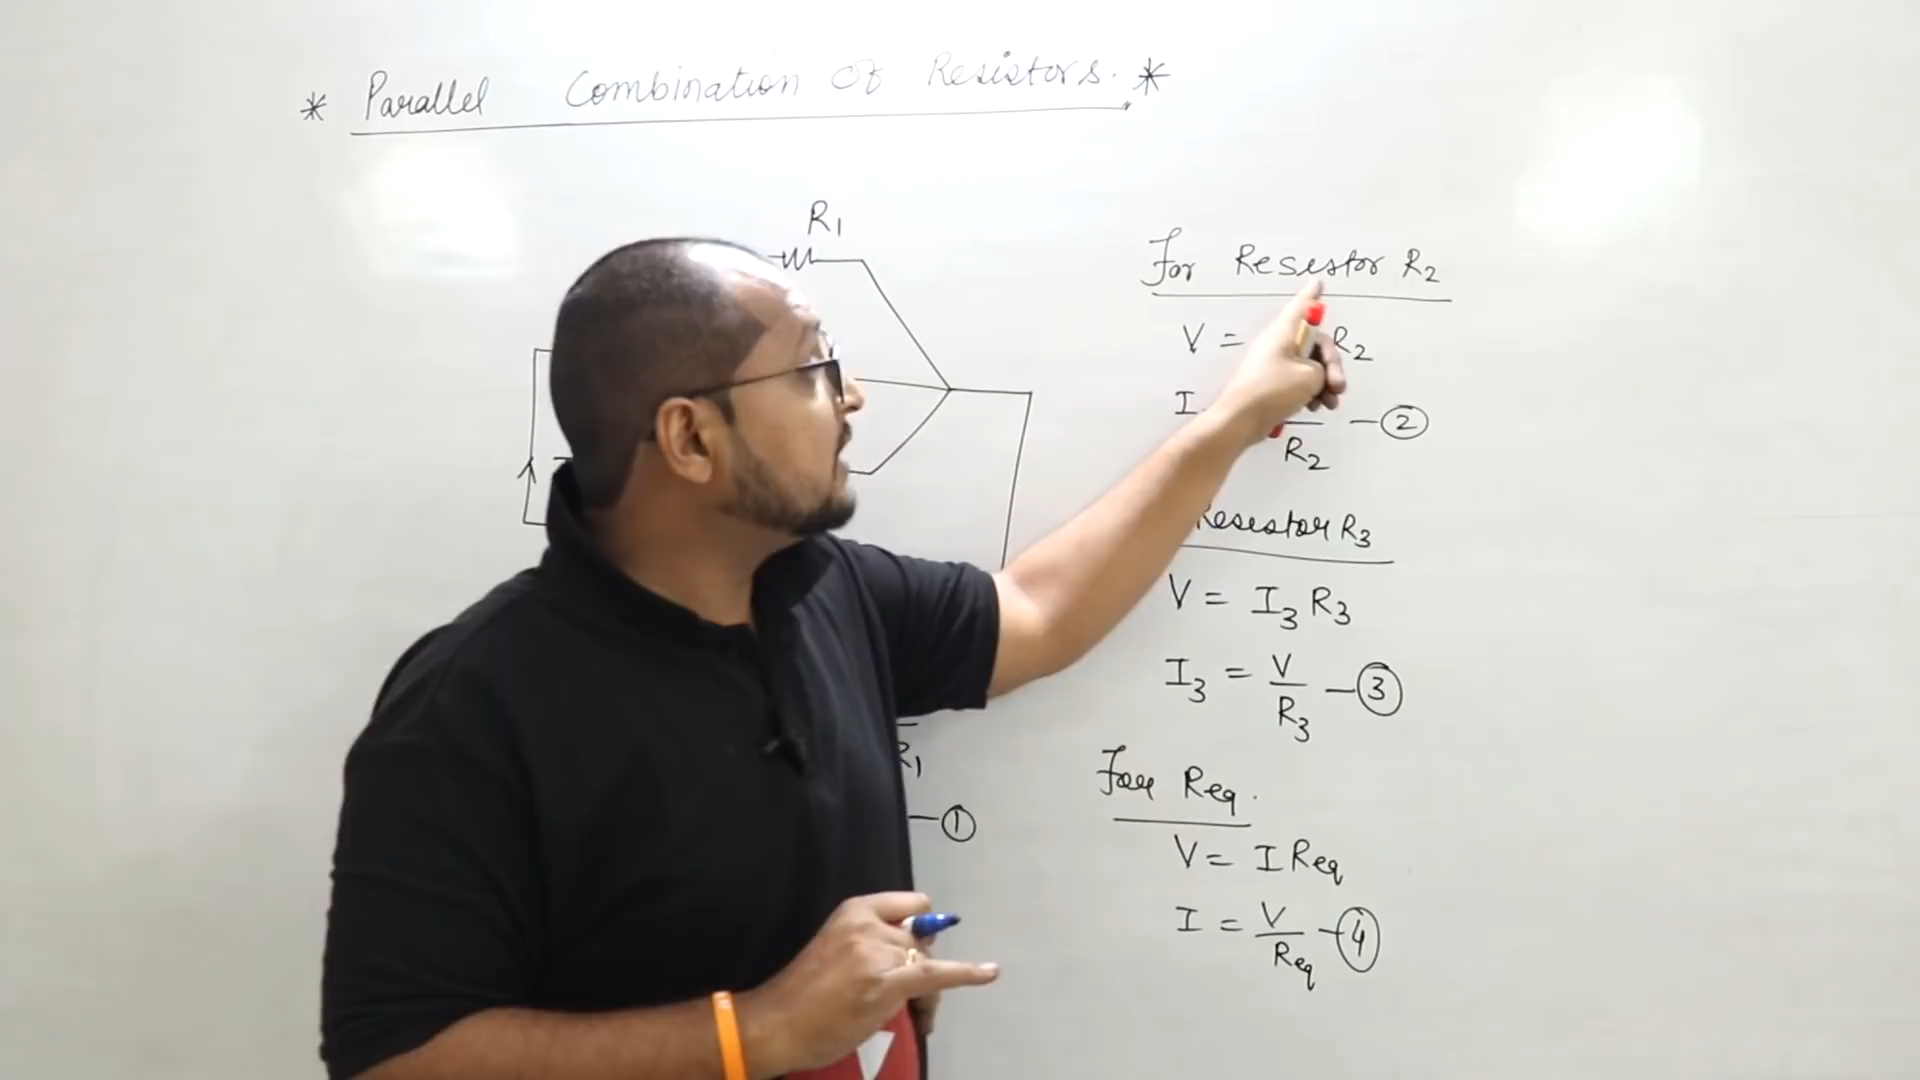 * Parallel Combination Of Resistors. *
R1
R1
— ①
For Resestor R2
V = R2
I
R2 — ②
Resestor R3
V = I3 R3
I3 = V/R3 — ③
For Req.
V = I Req
I = V/Req — ④